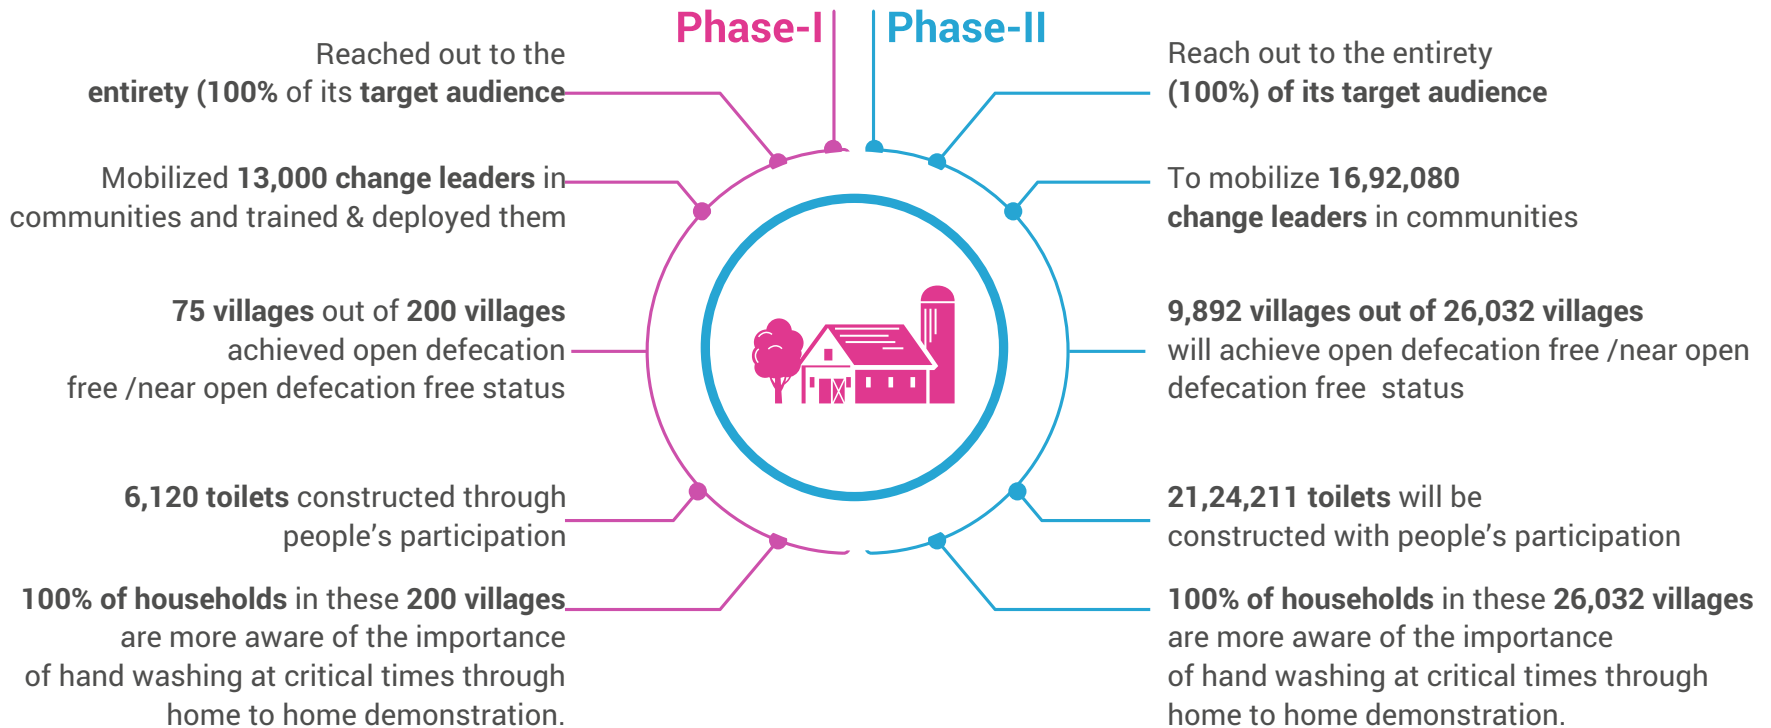 Phase-I
Reached out to the
entirety (100% of its target audience
Mobilized 13,000 change leaders in
communities and trained & deployed them
75 villages out of 200 villages
achieved open defecation
free /near open defecation free status
6,120 toilets constructed through
people’s participation
100% of households in these 200 villages
are more aware of the importance
of hand washing at critical times through
home to home demonstration.
Phase-II
Reach out to the entirety
(100%) of its target audience
To mobilize 16,92,080
change leaders in communities
9,892 villages out of 26,032 villages
will achieve open defecation free /near open
defecation free status
21,24,211 toilets will be
constructed with people’s participation
100% of households in these 26,032 villages
are more aware of the importance
of hand washing at critical times through
home to home demonstration.